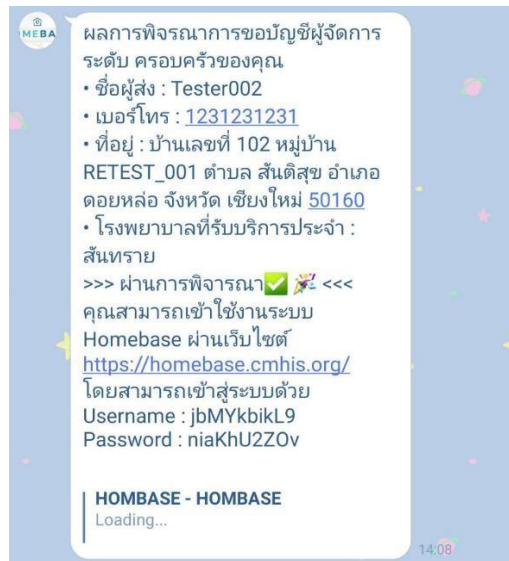 MEBA
ผลการพิจรณาการขอบัญชีผู้จัดการ
ระดับ ครอบครัวของคุณ
• ชื่อผู้ส่ง : Tester002
• เบอร์โทร : 1231231231
• ที่อยู่ : บ้านเลขที่ 102 หมู่บ้าน
RETEST_001 ตำบล สันติสุข อำเภอ
ดอยหล่อ จังหวัด เชียงใหม่ 50160
• โรงพยาบาลที่รับบริการประจำ :
สันทราย
>>> ผ่านการพิจารณา✅ 🎉 <<<
คุณสามารถเข้าใช้งานระบบ
Homebase ผ่านเว็บไซต์
https://homebase.cmhis.org/
โดยสามารถเข้าสู่ระบบด้วย
Username : jbMYkbikL9
Password : niaKhU2ZOv
HOMBASE - HOMBASE
Loading...
14:08